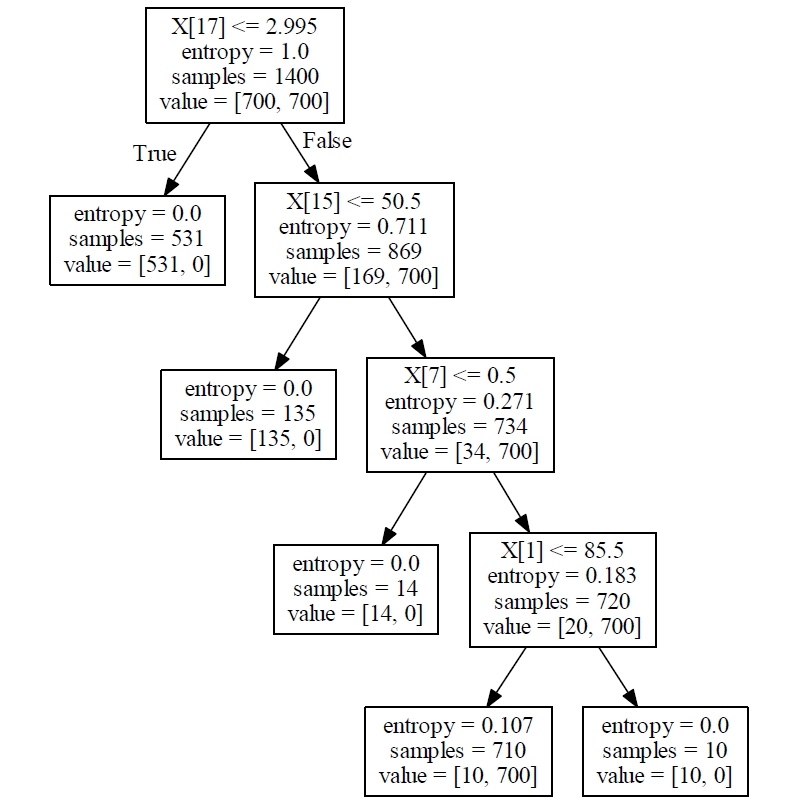 X[17] <= 2.995
entropy = 1.0
samples = 1400
value = [700, 700]
True
False
entropy = 0.0
samples = 531
value = [531, 0]
X[15] <= 50.5
entropy = 0.711
samples = 869
value = [169, 700]
entropy = 0.0
samples = 135
value = [135, 0]
X[7] <= 0.5
entropy = 0.271
samples = 734
value = [34, 700]
entropy = 0.0
samples = 14
value = [14, 0]
X[1] <= 85.5
entropy = 0.183
samples = 720
value = [20, 700]
entropy = 0.107
samples = 710
value = [10, 700]
entropy = 0.0
samples = 10
value = [10, 0]